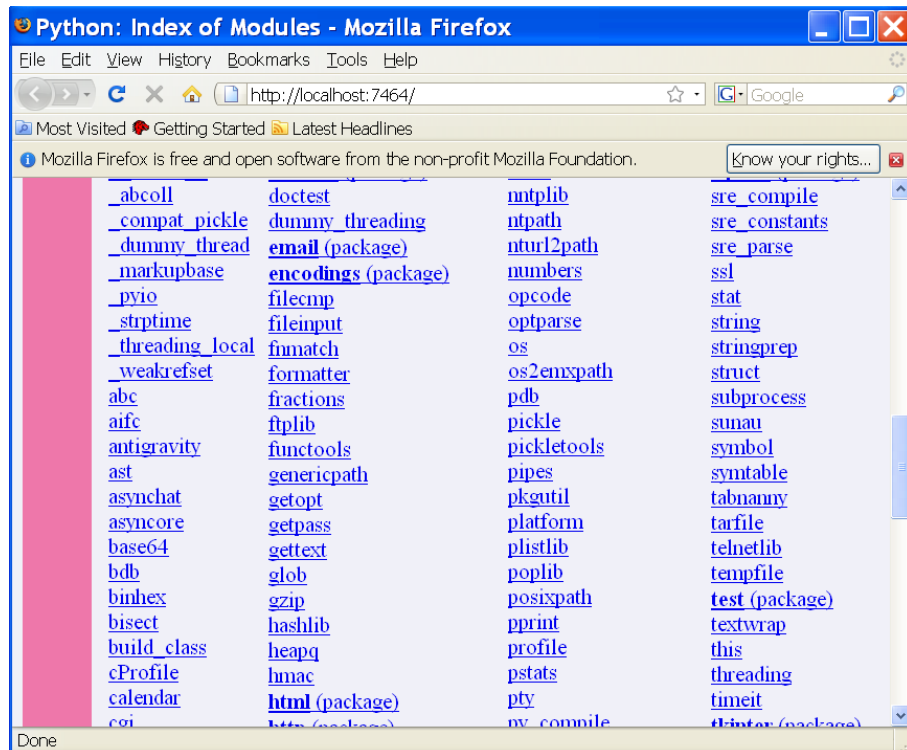 Python: Index of Modules - Mozilla Firefox
File Edit View History Bookmarks Tools Help
http://localhost:7464/
G Google
Most Visited Getting Started Latest Headlines
Mozilla Firefox is free and open software from the non-profit Mozilla Foundation. Know your rights...
_abcoll doctest nntplib sre_compile
_compat_pickle dummy_threading ntpath sre_constants
_dummy_thread email (package) nturl2path sre_parse
_markupbase encodings (package) numbers ssl
_pyio filecmp opcode stat
_strptime fileinput optparse string
_threading_local fnmatch os stringprep
_weakrefset formatter os2emxpath struct
abc fractions pdb subprocess
aifc ftplib pickle sunau
antigravity functools pickletools symbol
ast genericpath pipes symtable
asynchat getopt pkgutil tabnanny
asyncore getpass platform tarfile
base64 gettext plistlib telnetlib
bdb glob poplib tempfile
binhex gzip posixpath test (package)
bisect hashlib pprint textwrap
build_class heapq profile this
cProfile hmac pstats threading
calendar html (package) pty timeit
cgi http (package) py_compile tkinter (package)
Done